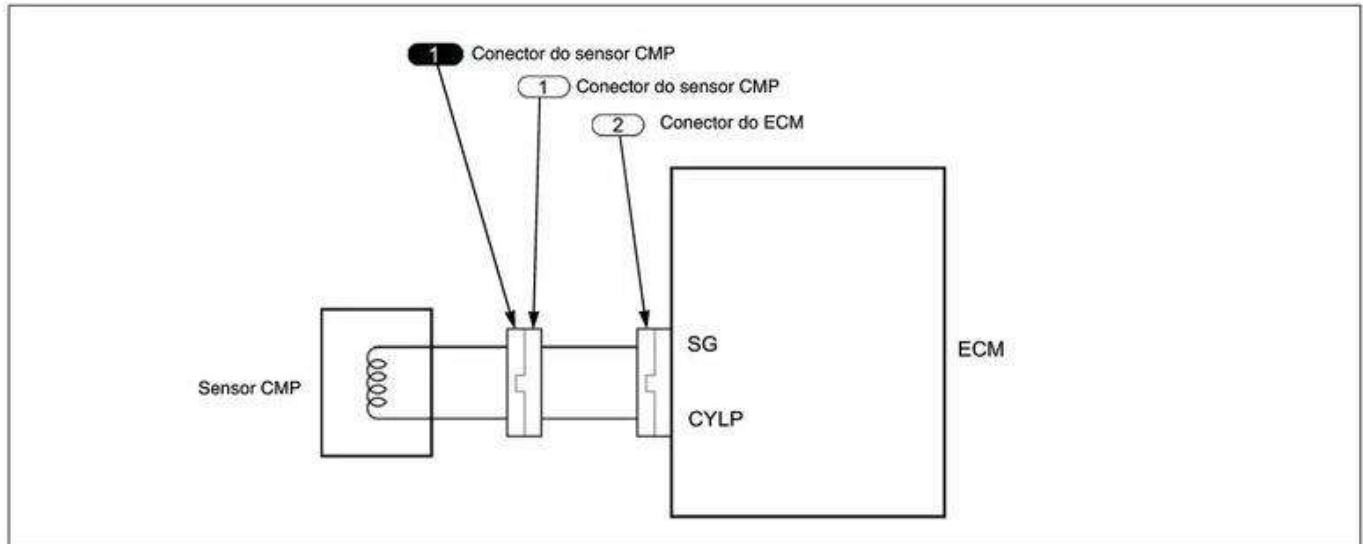 1 Conector do sensor CMP
1 Conector do sensor CMP
2 Conector do ECM
SG
ECM
Sensor CMP
CYLP